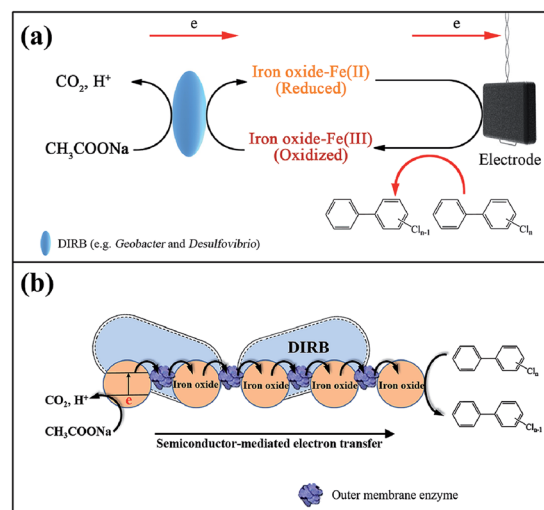 (a)
e
e
CO2, H+
Iron oxide-Fe(II)
(Reduced)
CH3COONa
Iron oxide-Fe(III)
(Oxidized)
Electrode
Cln-1
Cln
DIRB (e.g. Geobacter and Desulfovibrio)
(b)
DIRB
Iron oxide
Iron oxide
Iron oxide
Iron oxide
Cln
CO2, H+
e
CH3COONa
Cln-1
Semiconductor-mediated electron transfer
Outer membrane enzyme